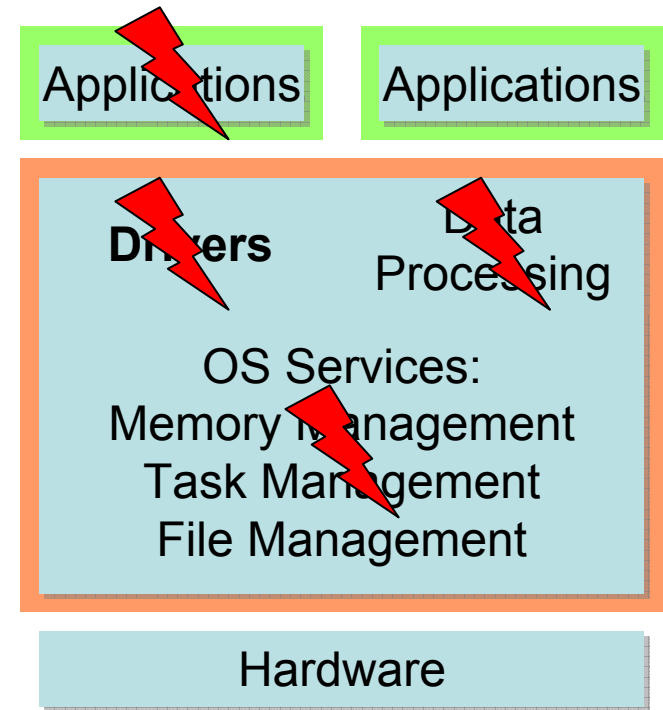 Applications
Applications
Drivers
Data
Processing
OS Services:
Memory Management
Task Management
File Management
Hardware